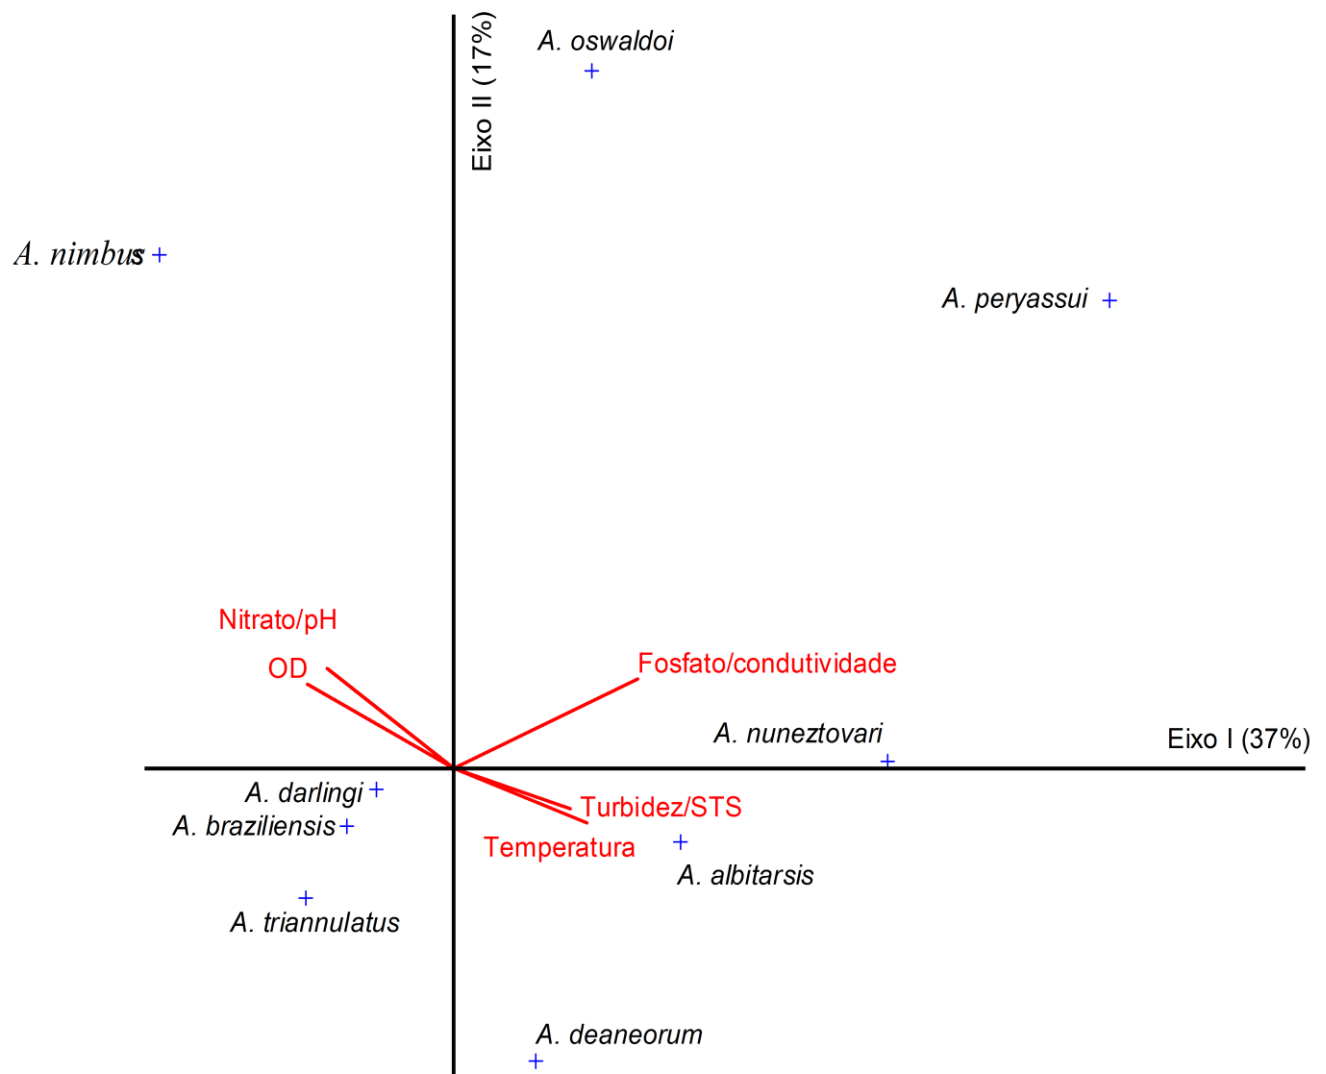 A. oswaldoi
Eixo II (17%)
A. nimbus
A. peryassui
Nitrato/pH
OD
Fosfato/condutividade
A. nuneztovari
Eixo I (37%)
A. darlingi
Turbidez/STS
A. braziliensis
Temperatura
A. albitarsis
A. triannulatus
A. deaneorum